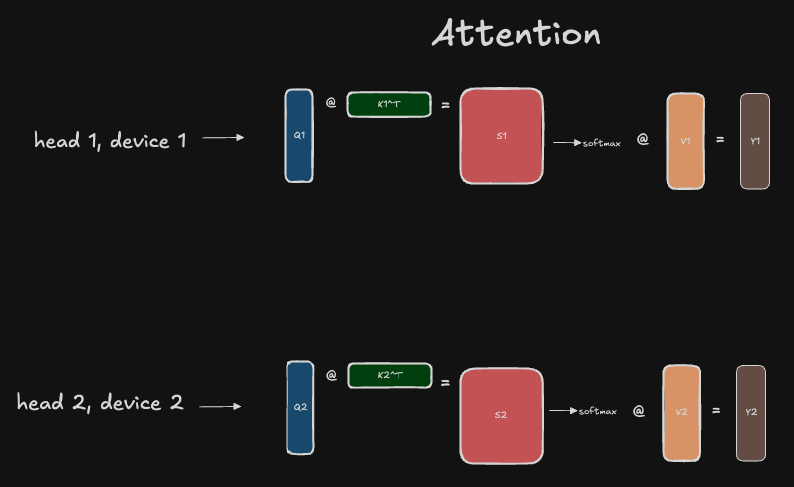 Attention
head 1, device 1
Q1 @ K1^T = S1 softmax @ V1 = Y1
head 2, device 2
Q2 @ K2^T = S2 softmax @ V2 = Y2